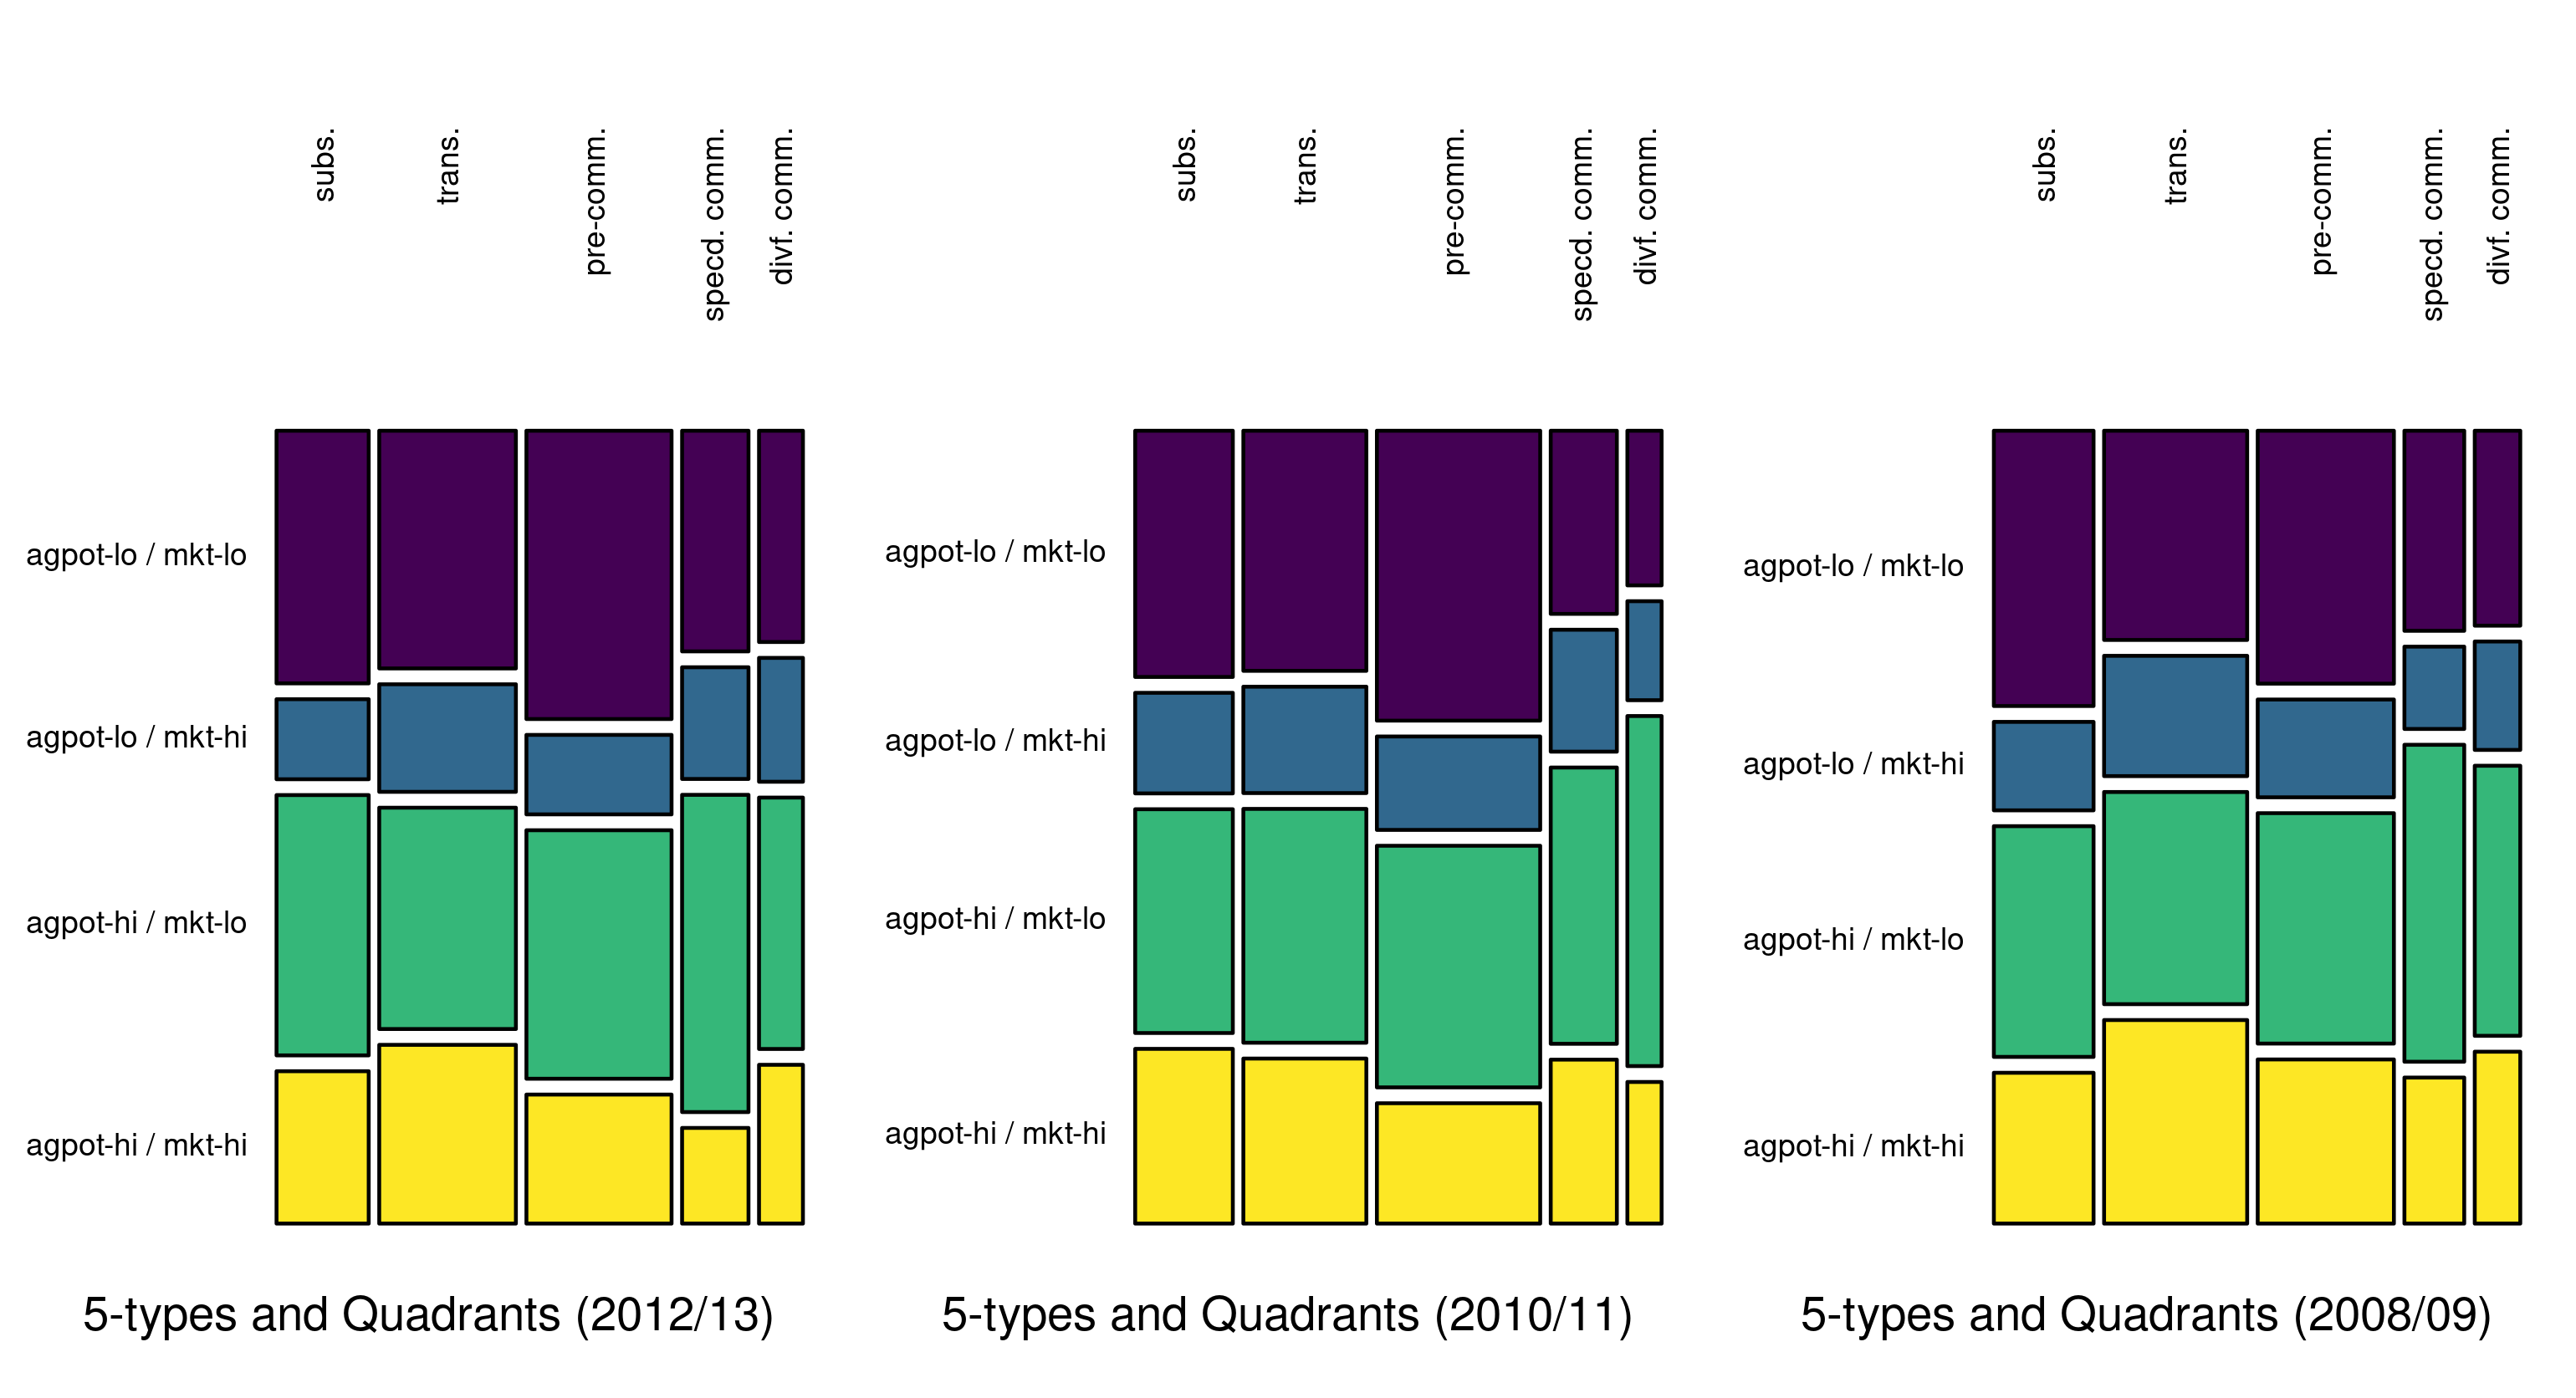 subs.
trans.
pre-comm.
specd. comm.
divf. comm.
agpot-lo / mkt-lo
agpot-lo / mkt-hi
agpot-hi / mkt-lo
agpot-hi / mkt-hi
5-types and Quadrants (2012/13)
subs.
trans.
pre-comm.
specd. comm.
divf. comm.
agpot-lo / mkt-lo
agpot-lo / mkt-hi
agpot-hi / mkt-lo
agpot-hi / mkt-hi
5-types and Quadrants (2010/11)
subs.
trans.
pre-comm.
specd. comm.
divf. comm.
agpot-lo / mkt-lo
agpot-lo / mkt-hi
agpot-hi / mkt-lo
agpot-hi / mkt-hi
5-types and Quadrants (2008/09)